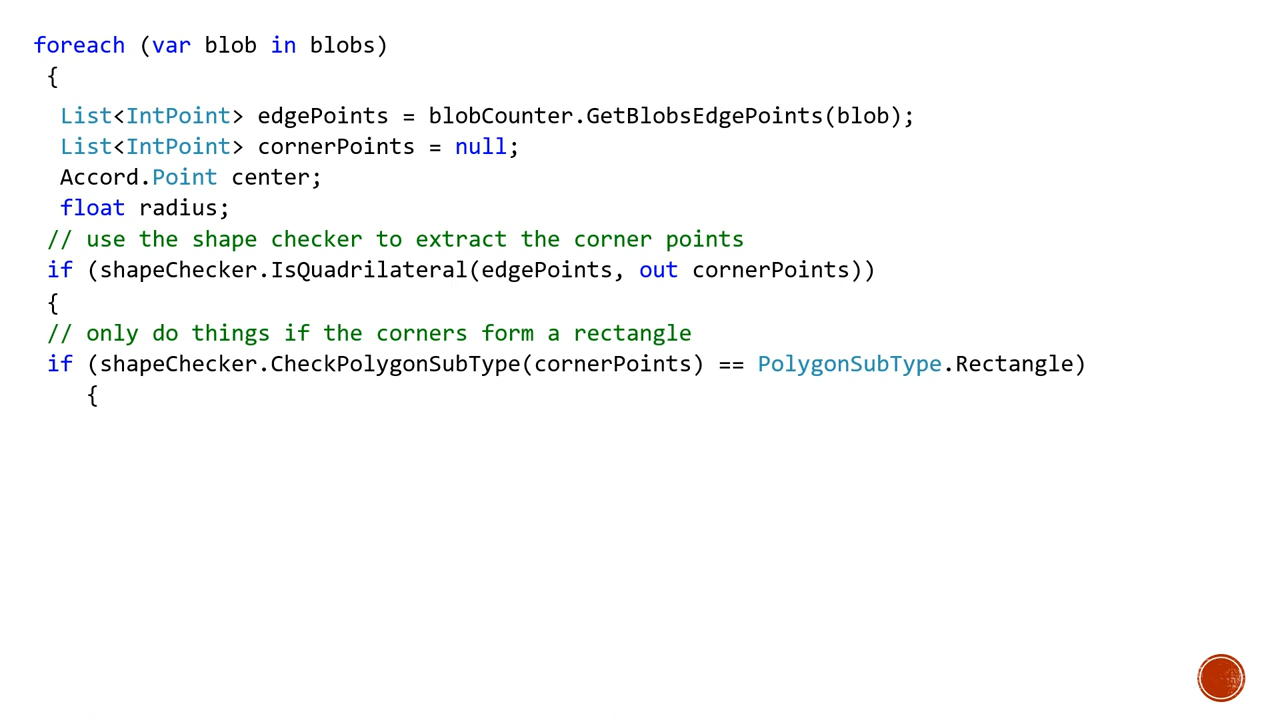 foreach (var blob in blobs)
{
List<IntPoint> edgePoints = blobCounter.GetBlobsEdgePoints(blob);
List<IntPoint> cornerPoints = null;
Accord.Point center;
float radius;
// use the shape checker to extract the corner points
if (shapeChecker.IsQuadrilateral(edgePoints, out cornerPoints))
{
// only do things if the corners form a rectangle
if (shapeChecker.CheckPolygonSubType(cornerPoints) == PolygonSubType.Rectangle)
{